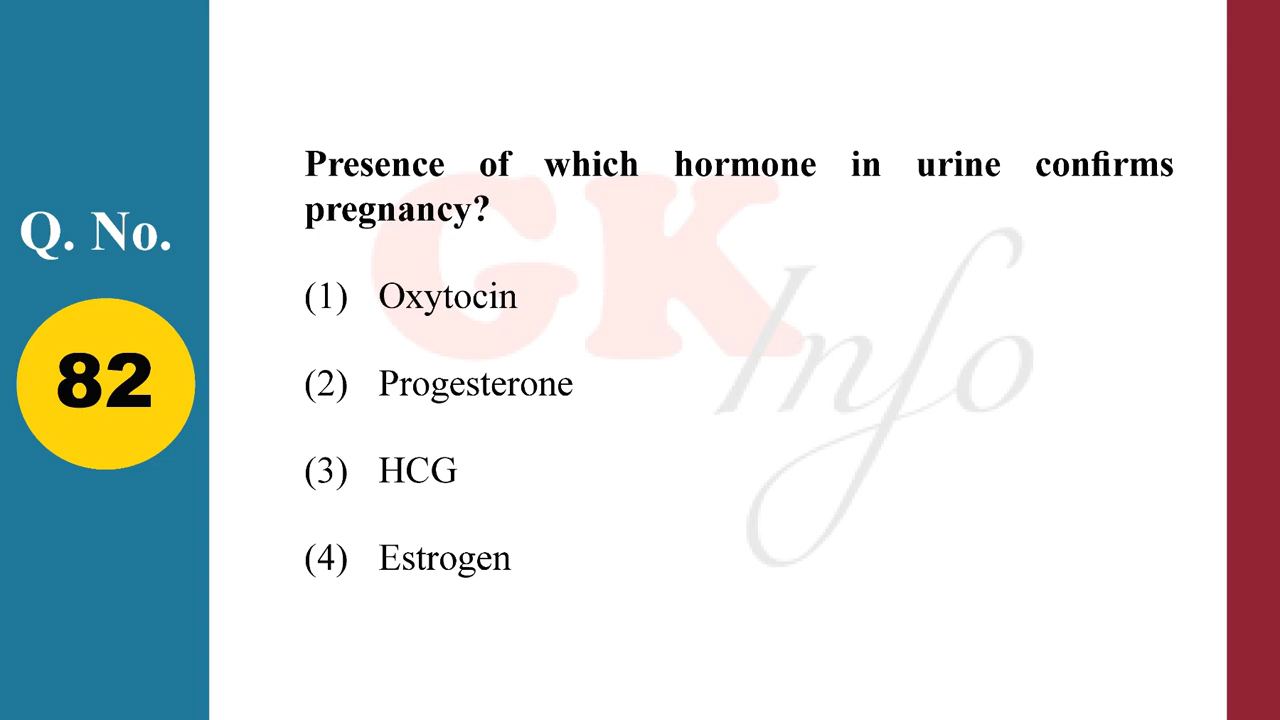 Q. No.
82
Presence of which hormone in urine confirms
pregnancy?
(1) Oxytocin
(2) Progesterone
(3) HCG
(4) Estrogen
GK
Info